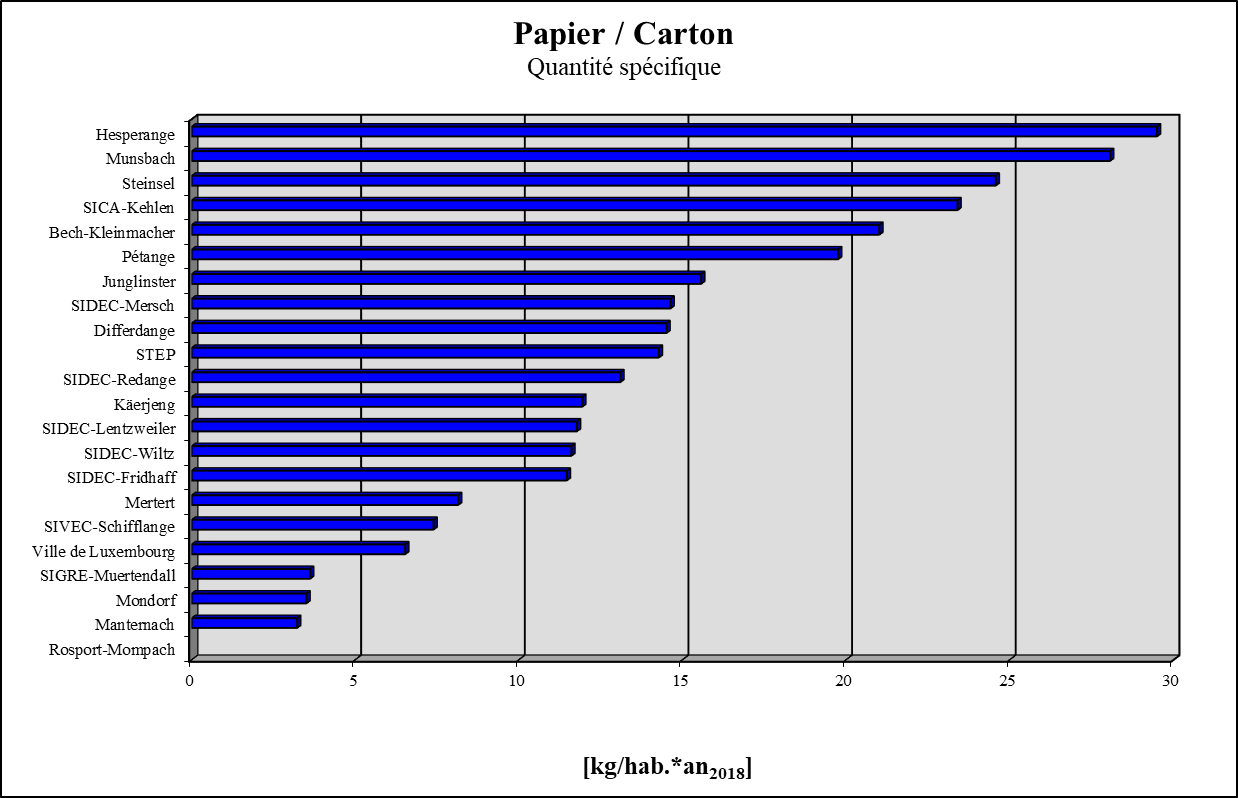 Papier / Carton
Quantité spécifique
Hesperange
Munsbach
Steinsel
SICA-Kehlen
Bech-Kleinmacher
Pétange
Junglinster
SIDEC-Mersch
Differdange
STEP
SIDEC-Redange
Käerjeng
SIDEC-Lentzweiler
SIDEC-Wiltz
SIDEC-Fridhaff
Mertert
SIVEC-Schifflange
Ville de Luxembourg
SIGRE-Muertendall
Mondorf
Manternach
Rosport-Mompach
0 5 10 15 20 25 30
[kg/hab.*an2018]